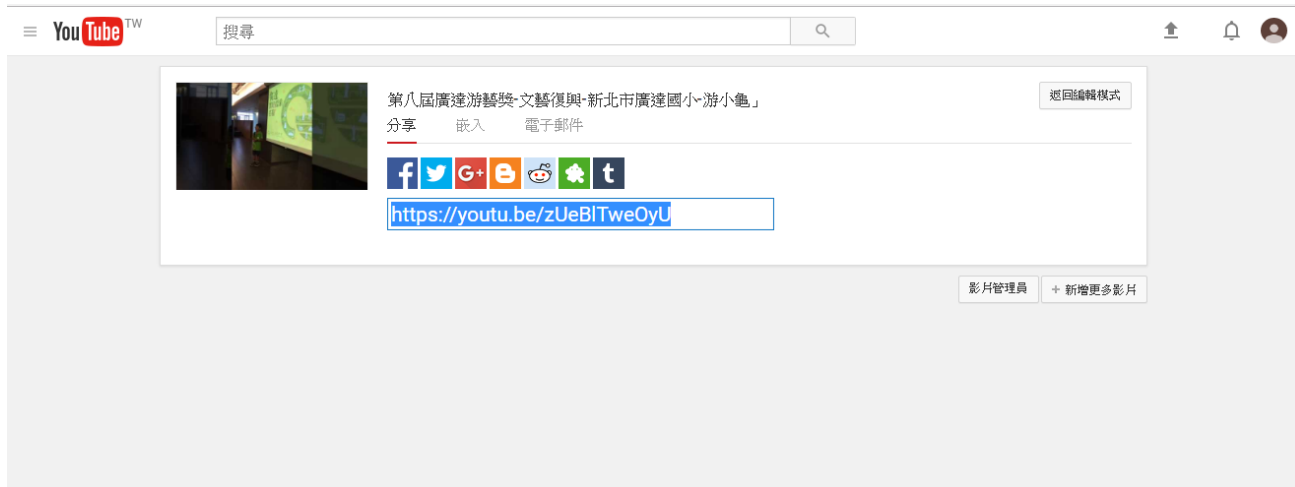 YouTube TW
搜尋
第八屆廣達游藝獎-文藝復興-新北市廣達國小-游小龜」
返回編輯模式
分享 嵌入 電子郵件
G+ t
https://youtu.be/zUeBlTweOyU
影片管理員 + 新增更多影片